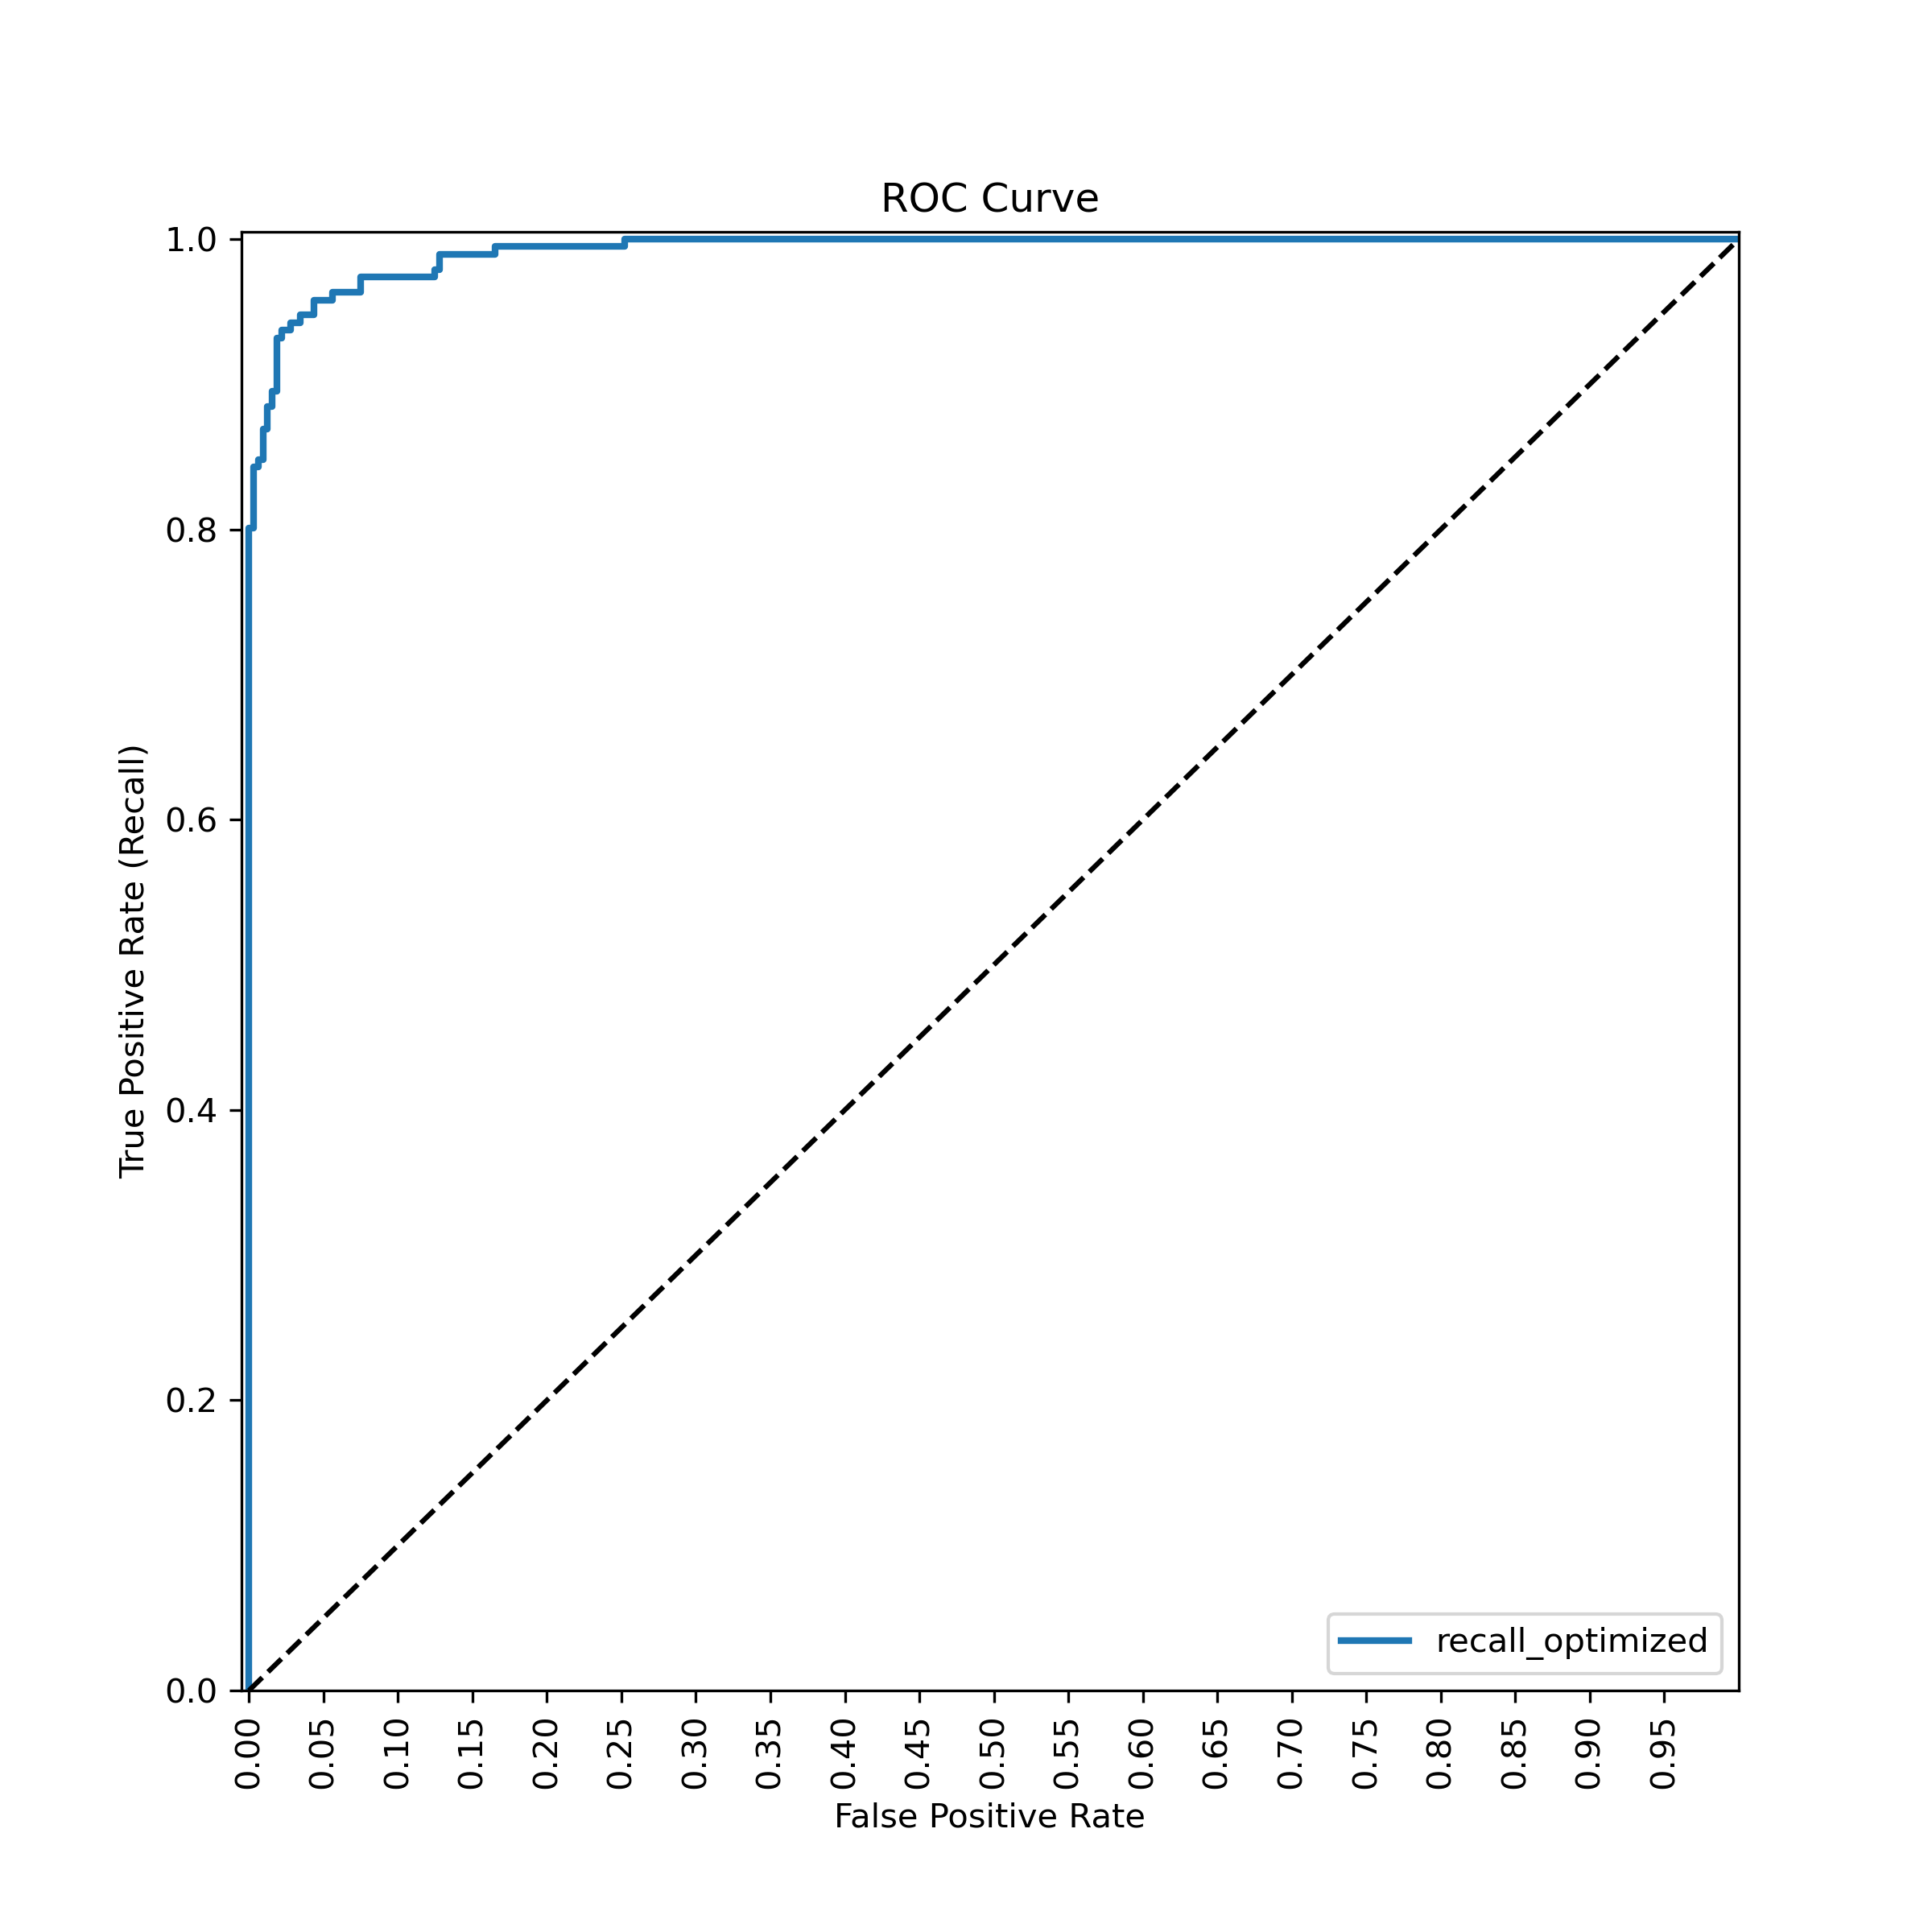 ROC Curve
1.0
0.8
0.6
0.4
0.2
0.0
True Positive Rate (Recall)
recall_optimized
0.00 0.05 0.10 0.15 0.20 0.25 0.30 0.35 0.40 0.45 0.50 0.55 0.60 0.65 0.70 0.75 0.80 0.85 0.90 0.95
False Positive Rate